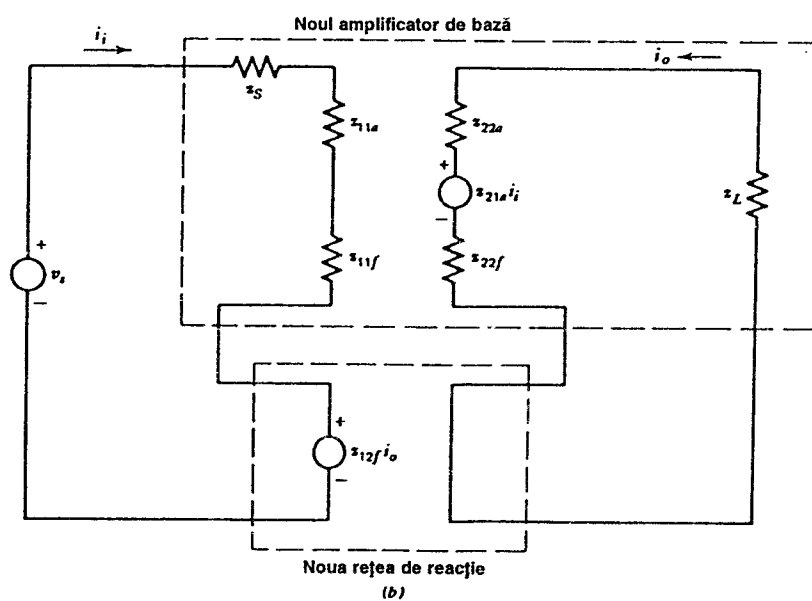 Noul amplificator de bază
i_i
i_o
z_S
z_11a
z_22a
+
z_21a i_i
−
z_L
z_11f
z_22f
+
v_s
−
+
z_12f i_o
−
Noua rețea de reacție
(b)